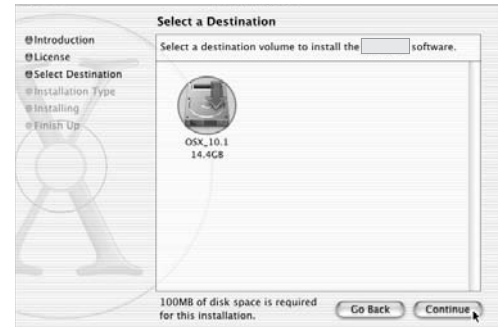 Select a Destination
Introduction
License
Select Destination
Installation Type
Installing
Finish Up
Select a destination volume to install the software.
OSX_10.1
14.4GB
100MB of disk space is required
for this installation.
Go Back
Continue